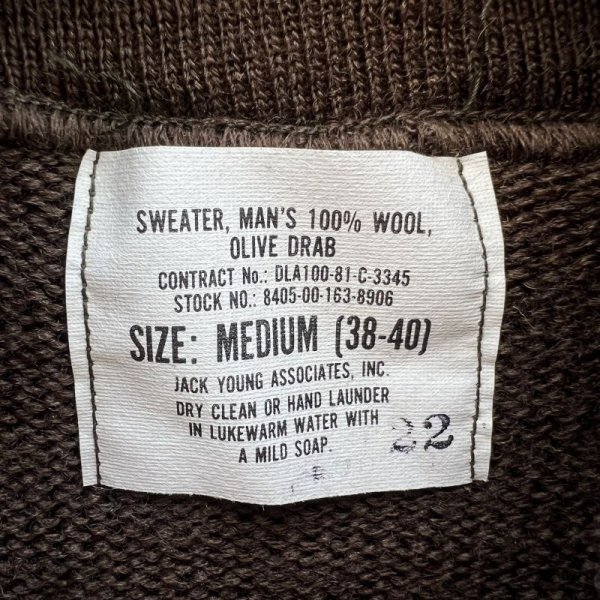 SWEATER, MAN'S 100% WOOL,
OLIVE DRAB
CONTRACT No.: DLA100-81-C-3345
STOCK NO.: 8405-00-163-8906
SIZE: MEDIUM (38-40)
JACK YOUNG ASSOCIATES, INC.
DRY CLEAN OR HAND LAUNDER
IN LUKEWARM WATER WITH
A MILD SOAP.
22